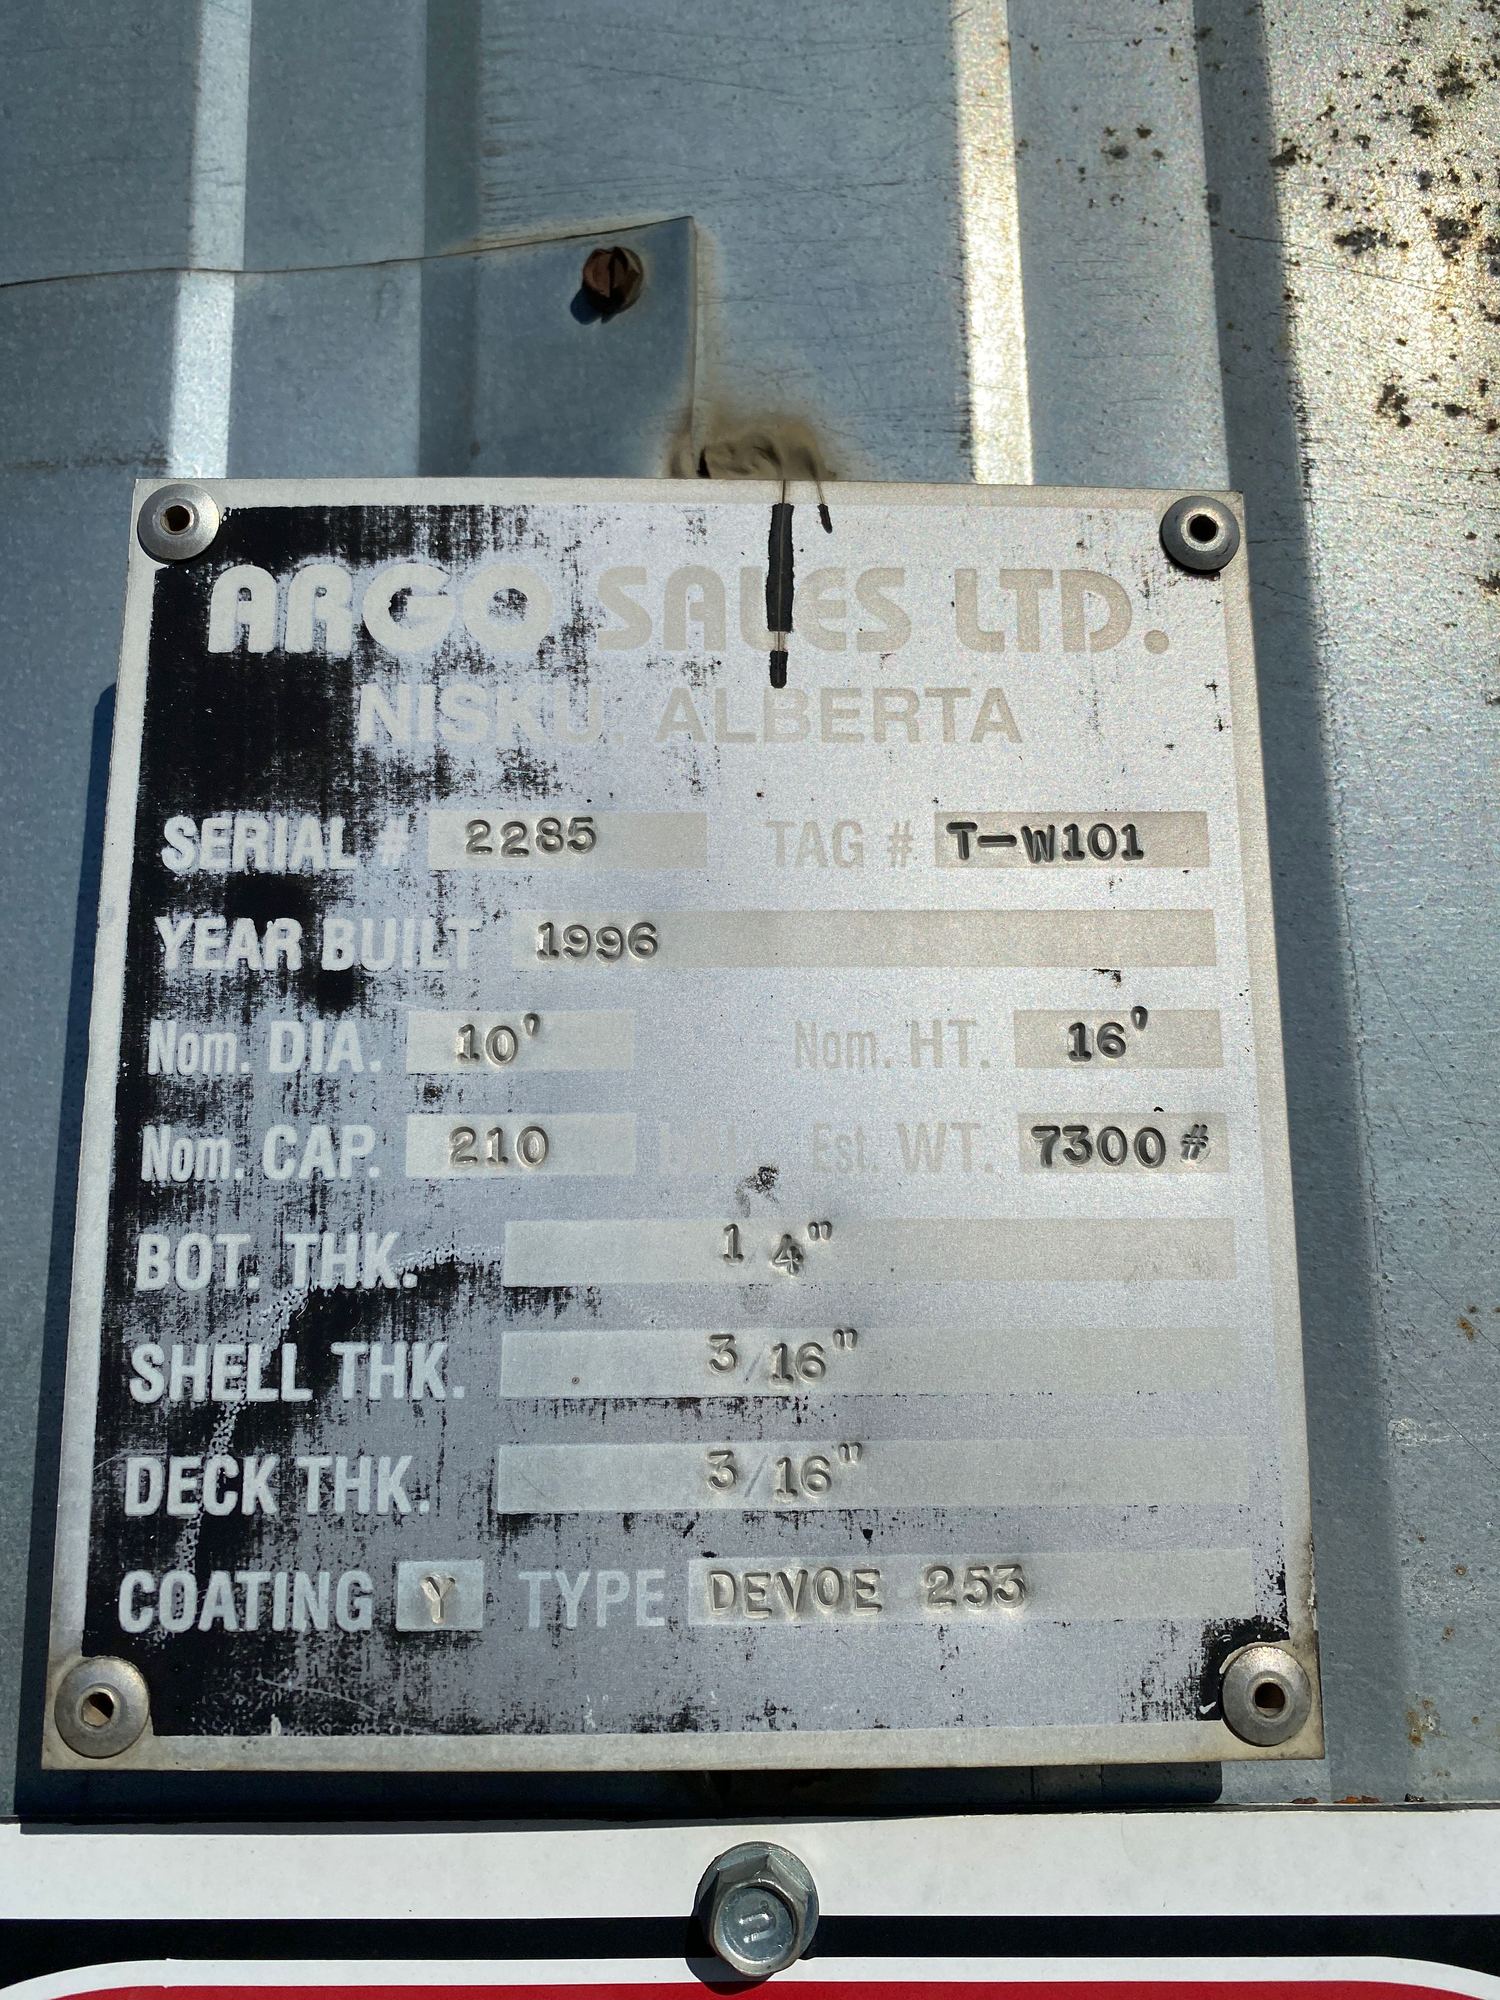 ARGO SALES LTD.
NISKU, ALBERTA
SERIAL # 2285 TAG # T-W101
YEAR BUILT 1996
Nom. DIA. 10' Nom. HT. 16'
Nom. CAP. 210 Est. WT. 7300#
BOT. THK. 1/4"
SHELL THK. 3/16"
DECK THK. 3/16"
COATING Y TYPE DEVOE 253